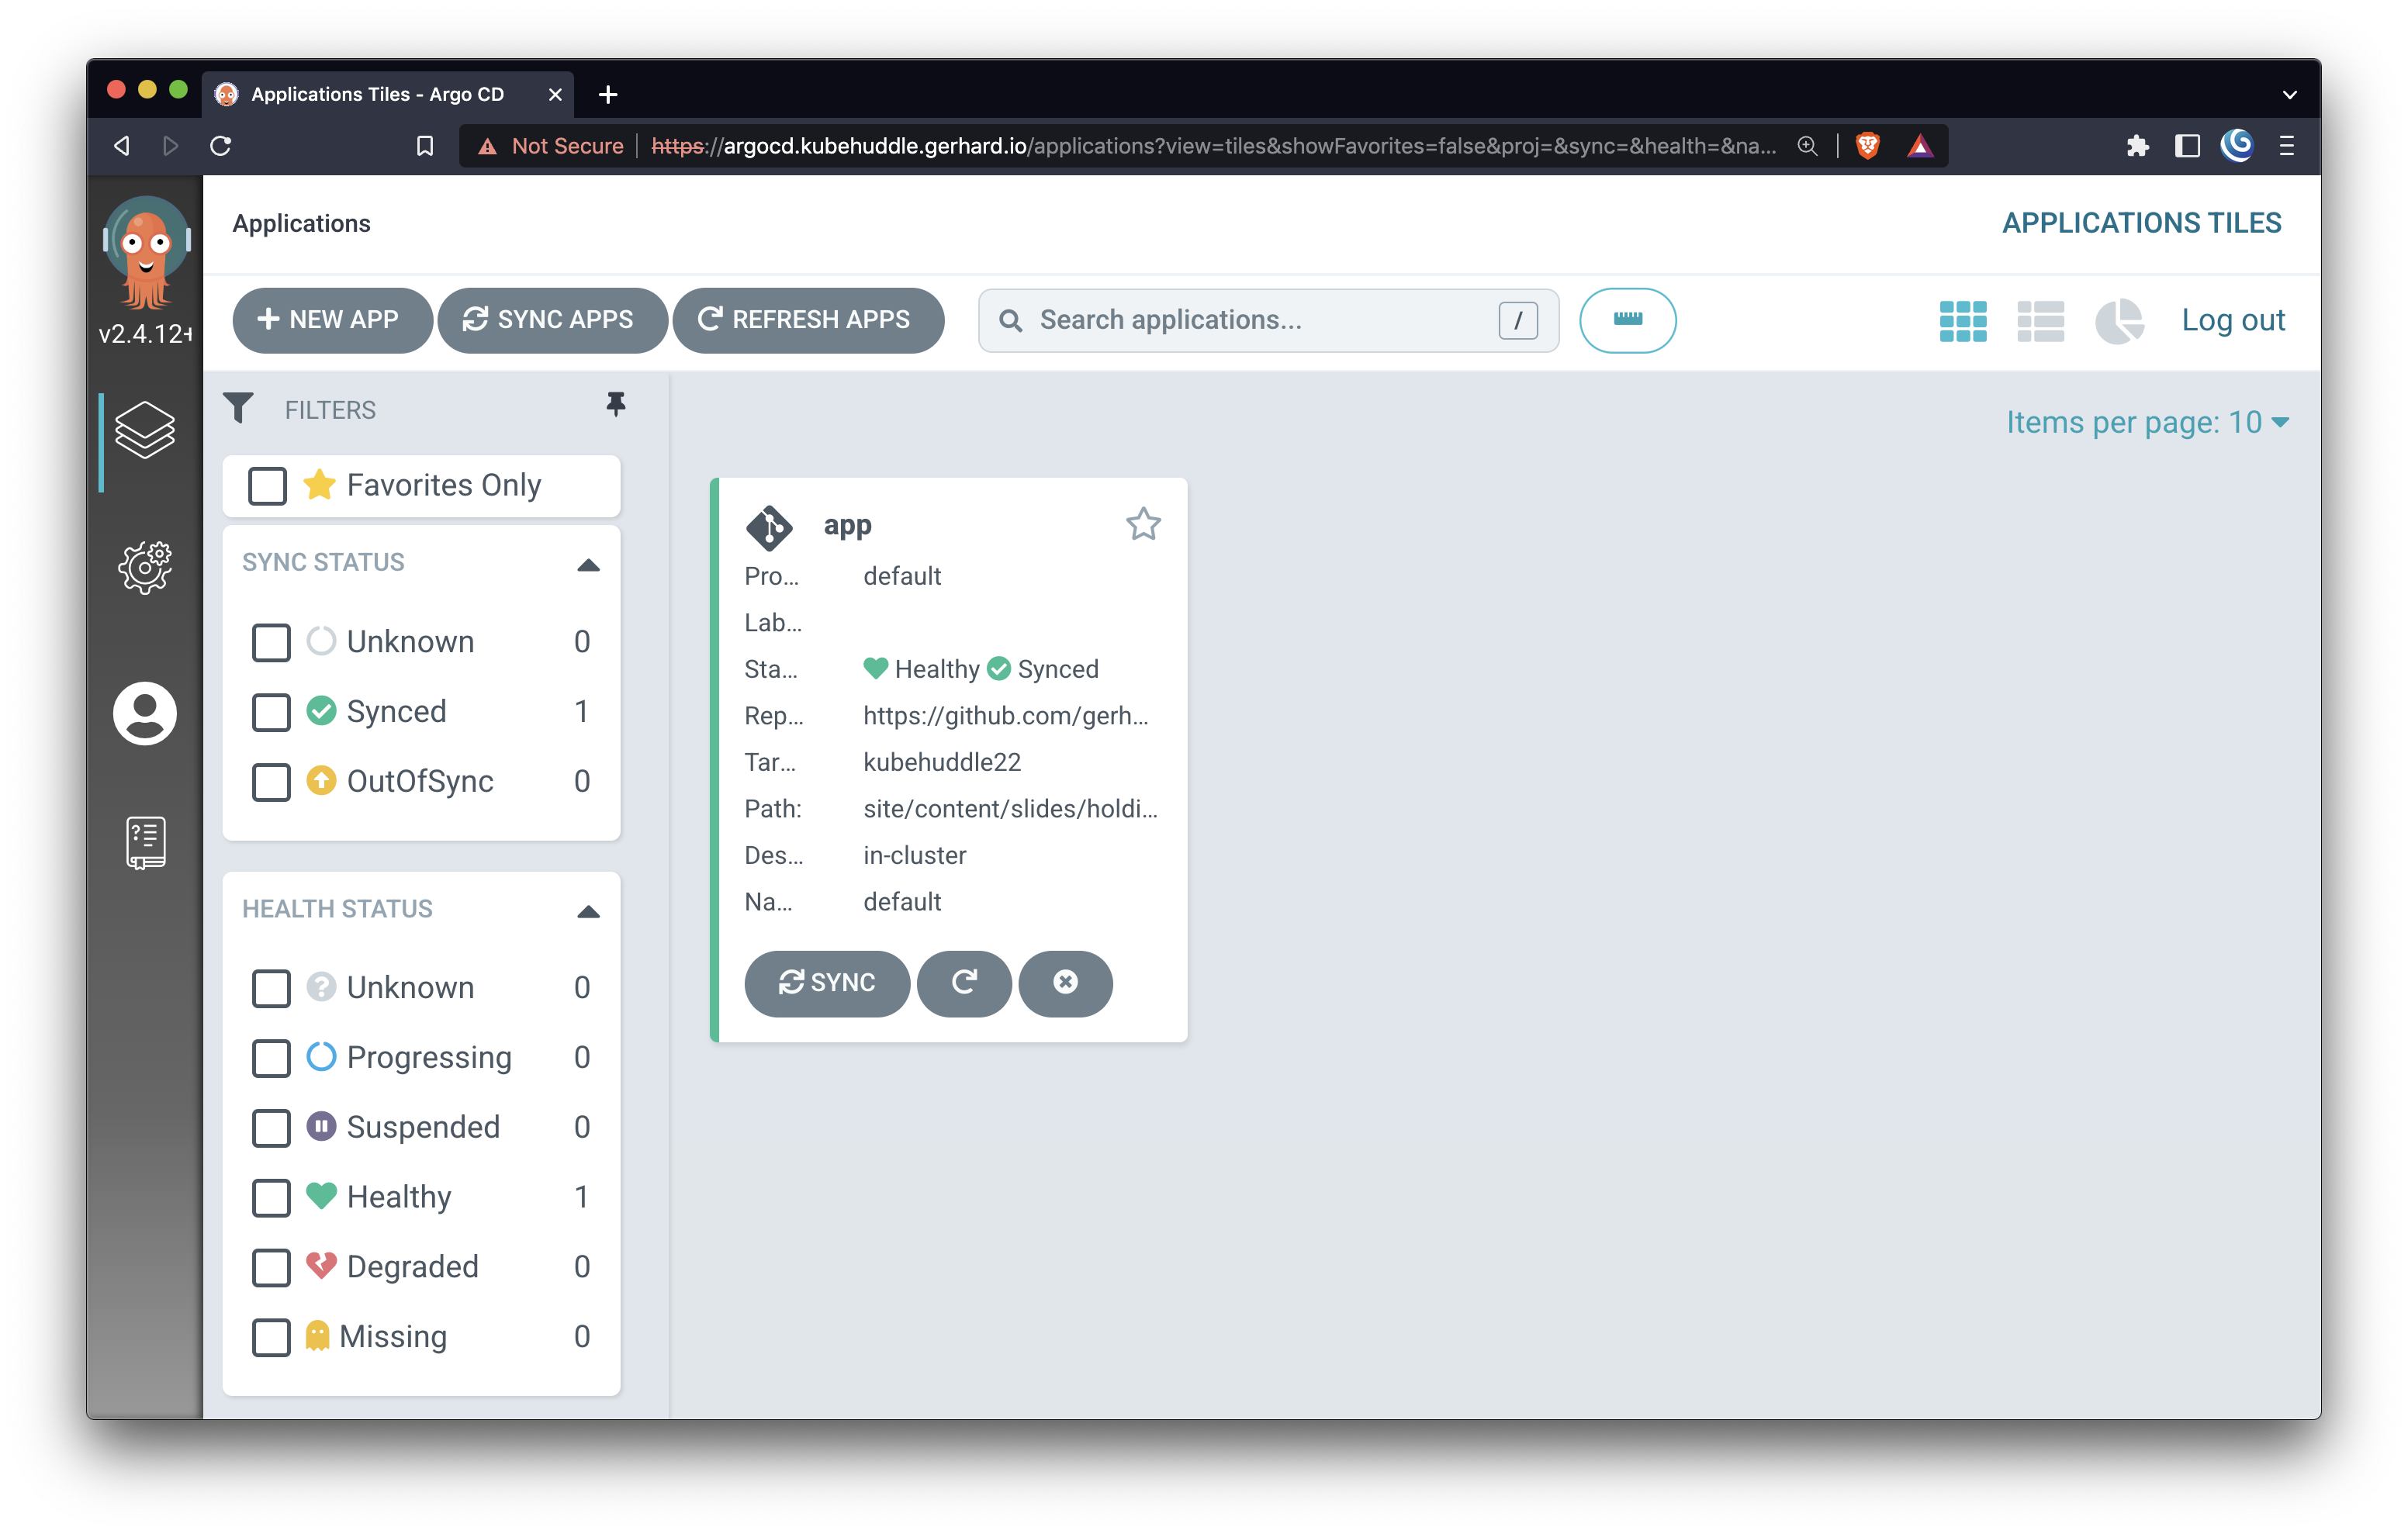 Applications Tiles - Argo CD
Not Secure https://argocd.kubehuddle.gerhard.io/applications?view=tiles&showFavorites=false&proj=&sync=&health=&na...
v2.4.12+
Applications
APPLICATIONS TILES
NEW APP SYNC APPS REFRESH APPS Search applications... / Log out
FILTERS
Items per page: 10
Favorites Only
SYNC STATUS
Unknown 0
Synced 1
OutOfSync 0
HEALTH STATUS
Unknown 0
Progressing 0
Suspended 0
Healthy 1
Degraded 0
Missing 0
app
Pro... default
Lab...
Sta... Healthy Synced
Rep... https://github.com/gerh...
Tar... kubehuddle22
Path: site/content/slides/holdi...
Des... in-cluster
Na... default
SYNC